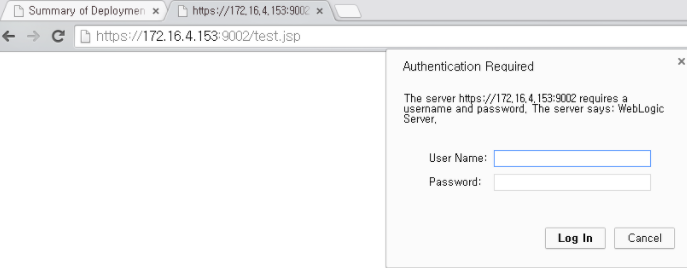 Summary of Deploymen
https://172.16.4.153:9002
https://172.16.4.153:9002/test.jsp
Authentication Required
The server https://172.16.4.153:9002 requires a
username and password. The server says: WebLogic
Server.
User Name:
Password:
Log In
Cancel